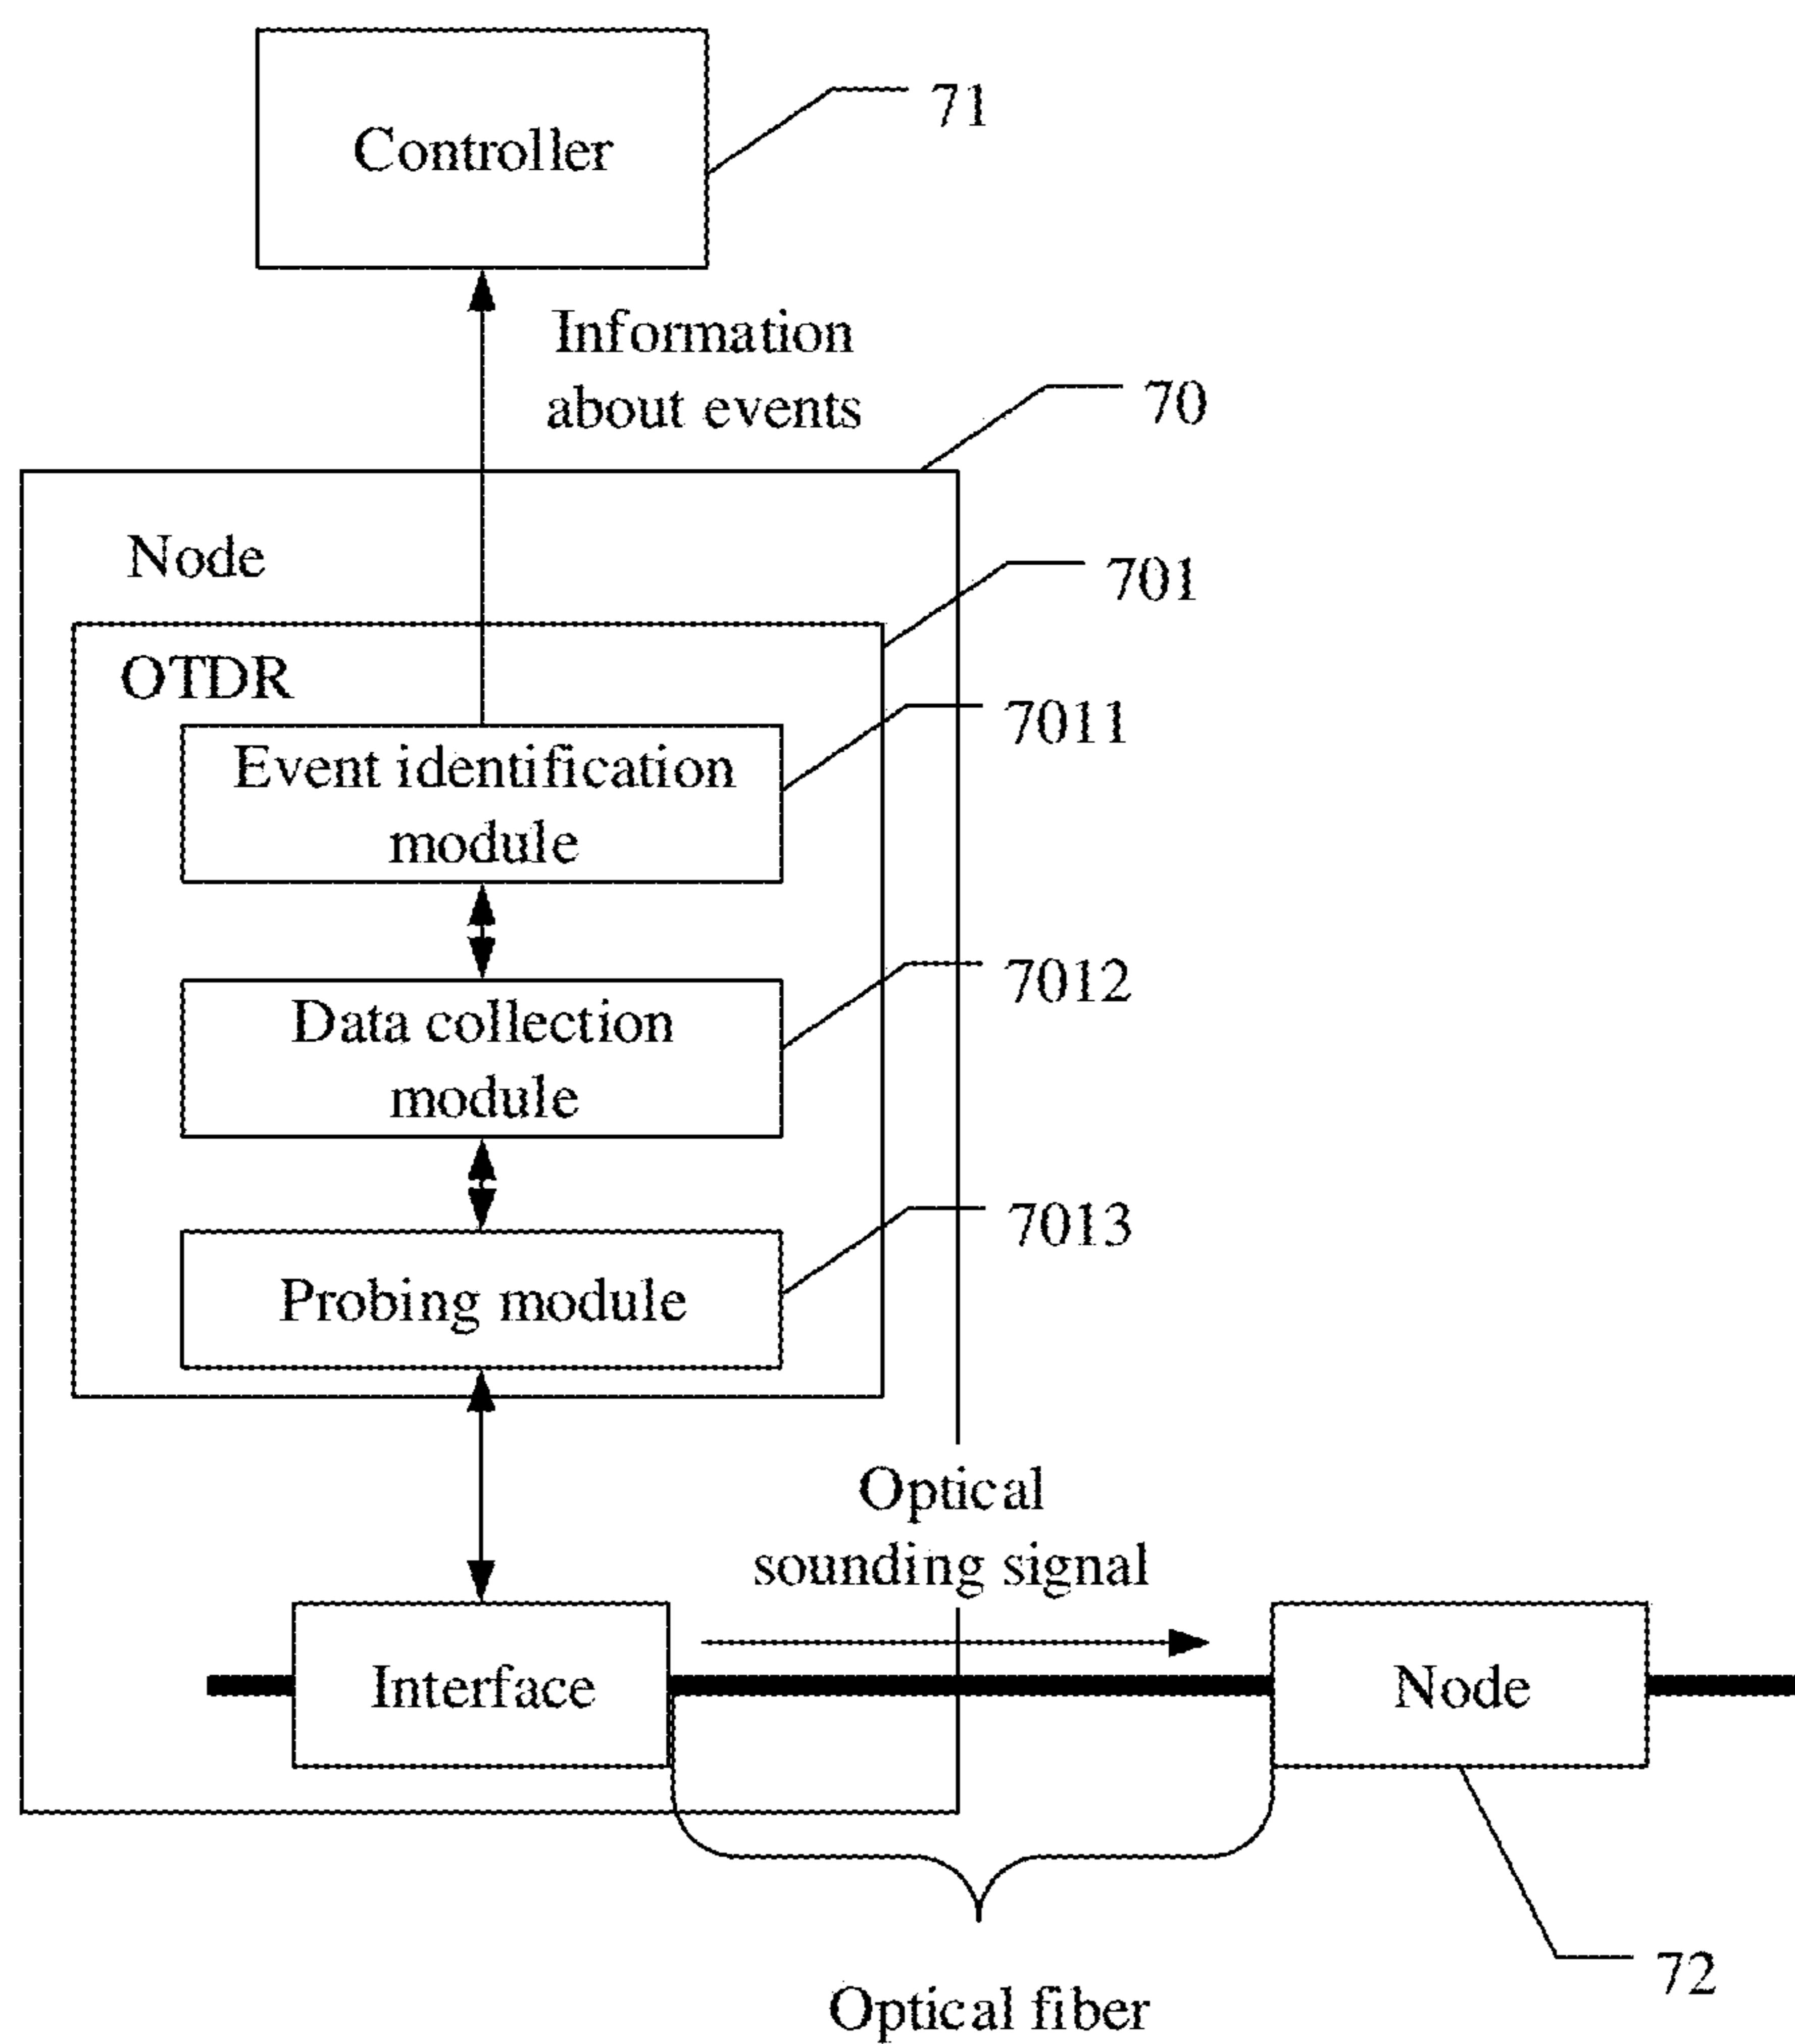 Controller
71
Information
about events
70
Node
701
OTDR
7011
Event identification
module
7012
Data collection
module
7013
Probing module
Optical
sounding signal
Interface
Node
72
Optical fiber